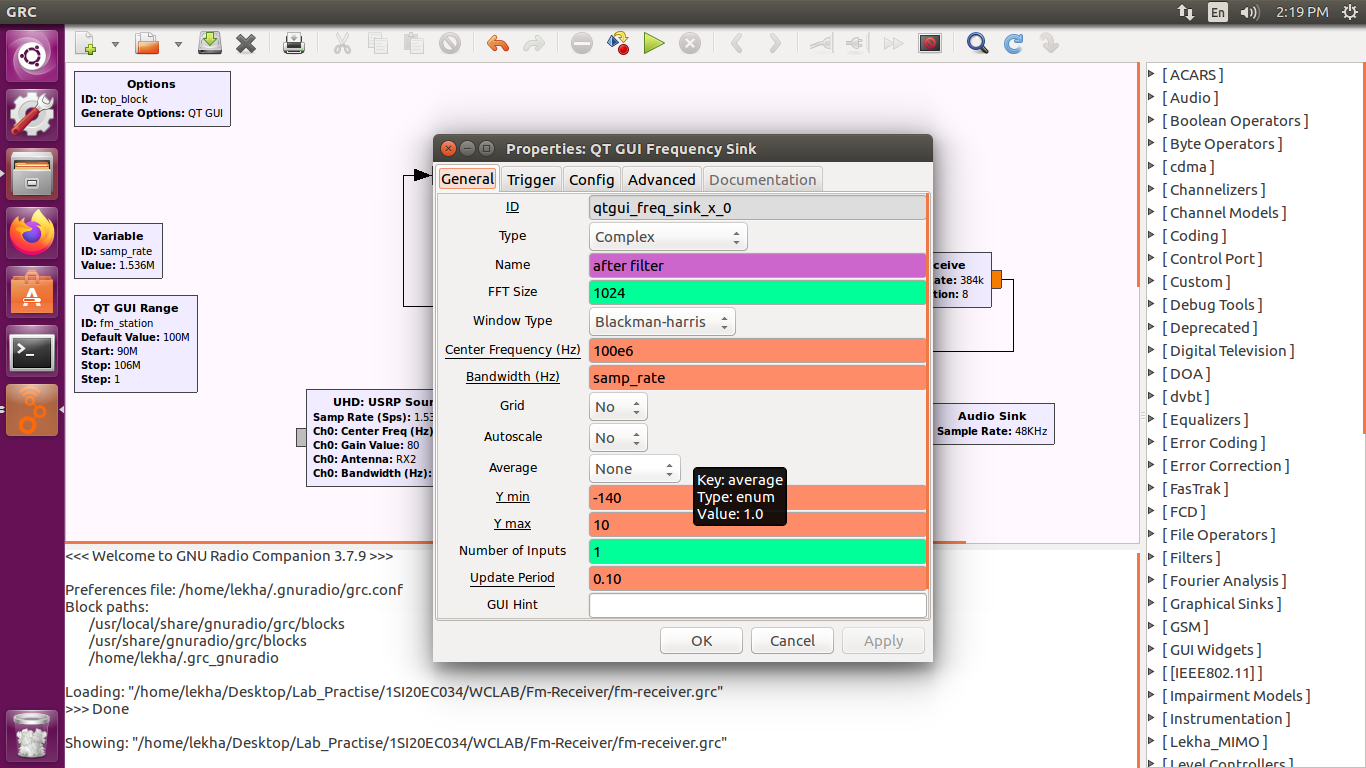 GRC
En
2:19 PM
Options
ID: top_block
Generate Options: QT GUI
Variable
ID: samp_rate
Value: 1.536M
QT GUI Range
ID: fm_station
Default Value: 100M
Start: 90M
Stop: 106M
Step: 1
UHD: USRP Sour
Samp Rate (Sps): 1.53
Ch0: Center Freq (Hz)
Ch0: Gain Value: 80
Ch0: Antenna: RX2
Ch0: Bandwidth (Hz):
ceive
ate: 384k
tion: 8
Audio Sink
Sample Rate: 48KHz
Properties: QT GUI Frequency Sink
General Trigger Config Advanced Documentation
ID qtgui_freq_sink_x_0
Type Complex
Name after filter
FFT Size 1024
Window Type Blackman-harris
Center Frequency (Hz) 100e6
Bandwidth (Hz) samp_rate
Grid No
Autoscale No
Average None
Key: average
Type: enum
Value: 1.0
Y min -140
Y max 10
Number of Inputs 1
Update Period 0.10
GUI Hint
OK Cancel Apply
<<< Welcome to GNU Radio Companion 3.7.9 >>>
Preferences file: /home/lekha/.gnuradio/grc.conf
Block paths:
/usr/local/share/gnuradio/grc/blocks
/usr/share/gnuradio/grc/blocks
/home/lekha/.grc_gnuradio
Loading: "/home/lekha/Desktop/Lab_Practise/1SI20EC034/WCLAB/Fm-Receiver/fm-receiver.grc"
>>> Done
Showing: "/home/lekha/Desktop/Lab_Practise/1SI20EC034/WCLAB/Fm-Receiver/fm-receiver.grc"
[ ACARS ]
[ Audio ]
[ Boolean Operators ]
[ Byte Operators ]
[ cdma ]
[ Channelizers ]
[ Channel Models ]
[ Coding ]
[ Control Port ]
[ Custom ]
[ Debug Tools ]
[ Deprecated ]
[ Digital Television ]
[ DOA ]
[ dvbt ]
[ Equalizers ]
[ Error Coding ]
[ Error Correction ]
[ FasTrak ]
[ FCD ]
[ File Operators ]
[ Filters ]
[ Fourier Analysis ]
[ Graphical Sinks ]
[ GSM ]
[ GUI Widgets ]
[ [IEEE802.11] ]
[ Impairment Models ]
[ Instrumentation ]
[ Lekha_MIMO ]
[ Level Controllers ]